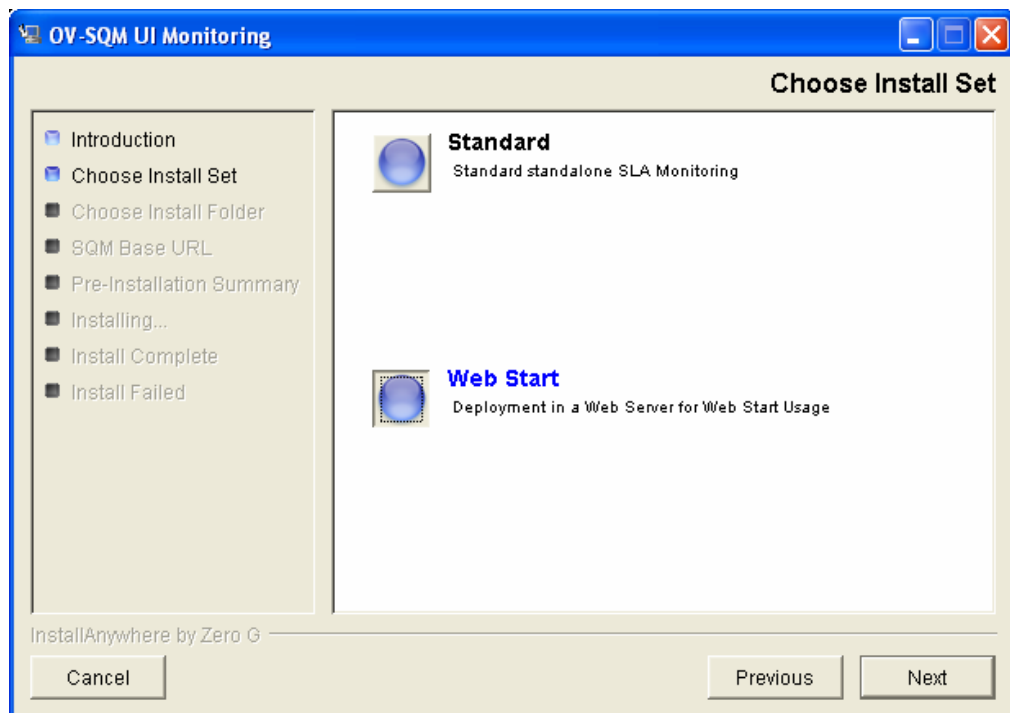 OV-SQM UI Monitoring
Choose Install Set
Introduction
Choose Install Set
Choose Install Folder
SQM Base URL
Pre-Installation Summary
Installing...
Install Complete
Install Failed
Standard
Standard standalone SLA Monitoring
Web Start
Deployment in a Web Server for Web Start Usage
InstallAnywhere by Zero G
Cancel
Previous
Next